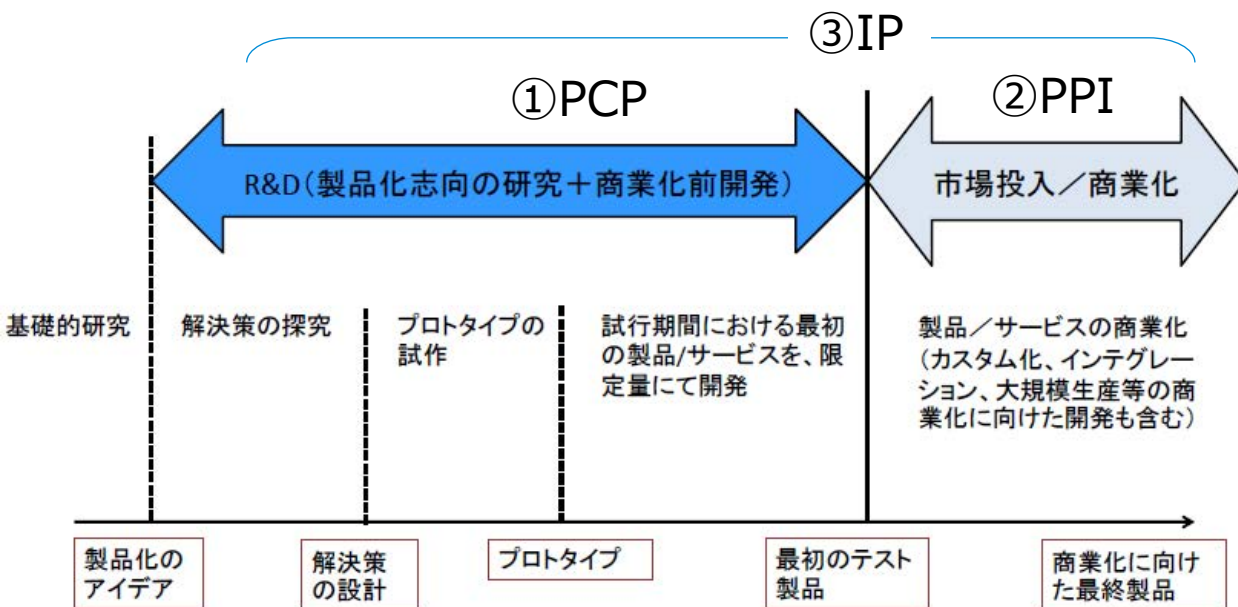 ③IP
①PCP
②PPI
R&D(製品化志向の研究+商業化前開発)
市場投入/商業化
基礎的研究
解決策の探究
プロトタイプの
試作
試行期間における最初
の製品/サービスを、限
定量にて開発
製品/サービスの商業化
(カスタム化、インテグレー
ション、大規模生産等の商
業化に向けた開発も含む)
製品化の
アイデア
解決策
の設計
プロトタイプ
最初のテスト
製品
商業化に向け
た最終製品